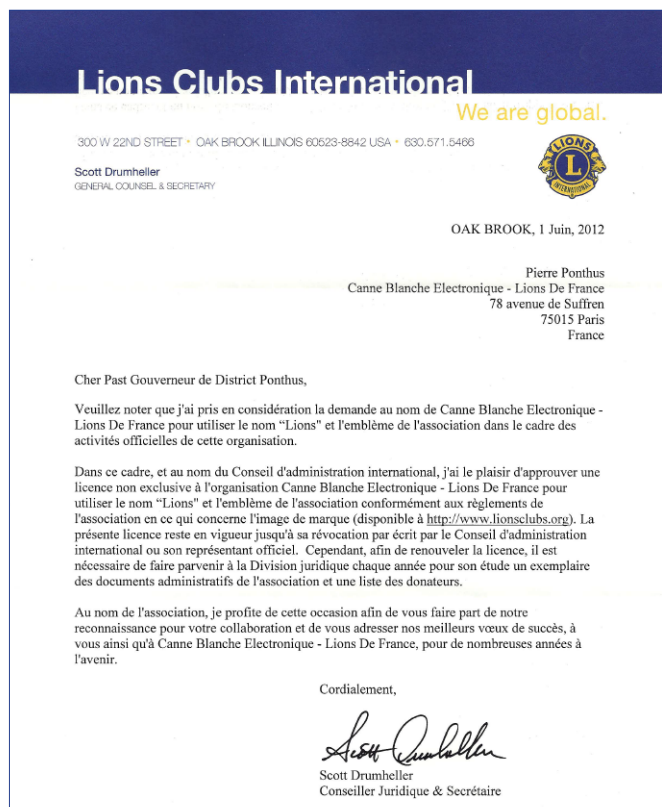 Lions Clubs International
We are global.
300 W 22ND STREET • OAK BROOK ILLINOIS 60523-8842 USA • 630.571.5466
Scott Drumheller
GENERAL COUNSEL & SECRETARY
LIONS
L
INTERNATIONAL
OAK BROOK, 1 Juin, 2012
Pierre Ponthus
Canne Blanche Electronique - Lions De France
78 avenue de Suffren
75015 Paris
France
Cher Past Gouverneur de District Ponthus,
Veuillez noter que j'ai pris en considération la demande au nom de Canne Blanche Electronique -
Lions De France pour utiliser le nom “Lions" et l'emblème de l'association dans le cadre des
activités officielles de cette organisation.
Dans ce cadre, et au nom du Conseil d'administration international, j'ai le plaisir d'approuver une
licence non exclusive à l'organisation Canne Blanche Electronique - Lions De France pour
utiliser le nom “Lions" et l'emblème de l'association conformément aux règlements de
l'association en ce qui concerne l'image de marque (disponible à http://www.lionsclubs.org). La
présente licence reste en vigueur jusqu'à sa révocation par écrit par le Conseil d'administration
international ou son représentant officiel. Cependant, afin de renouveler la licence, il est
nécessaire de faire parvenir à la Division juridique chaque année pour son étude un exemplaire
des documents administratifs de l'association et une liste des donateurs.
Au nom de l'association, je profite de cette occasion afin de vous faire part de notre
reconnaissance pour votre collaboration et de vous adresser nos meilleurs vœux de succès, à
vous ainsi qu'à Canne Blanche Electronique - Lions De France, pour de nombreuses années à
l'avenir.
Cordialement,
Scott Drumheller
Scott Drumheller
Conseiller Juridique & Secrétaire